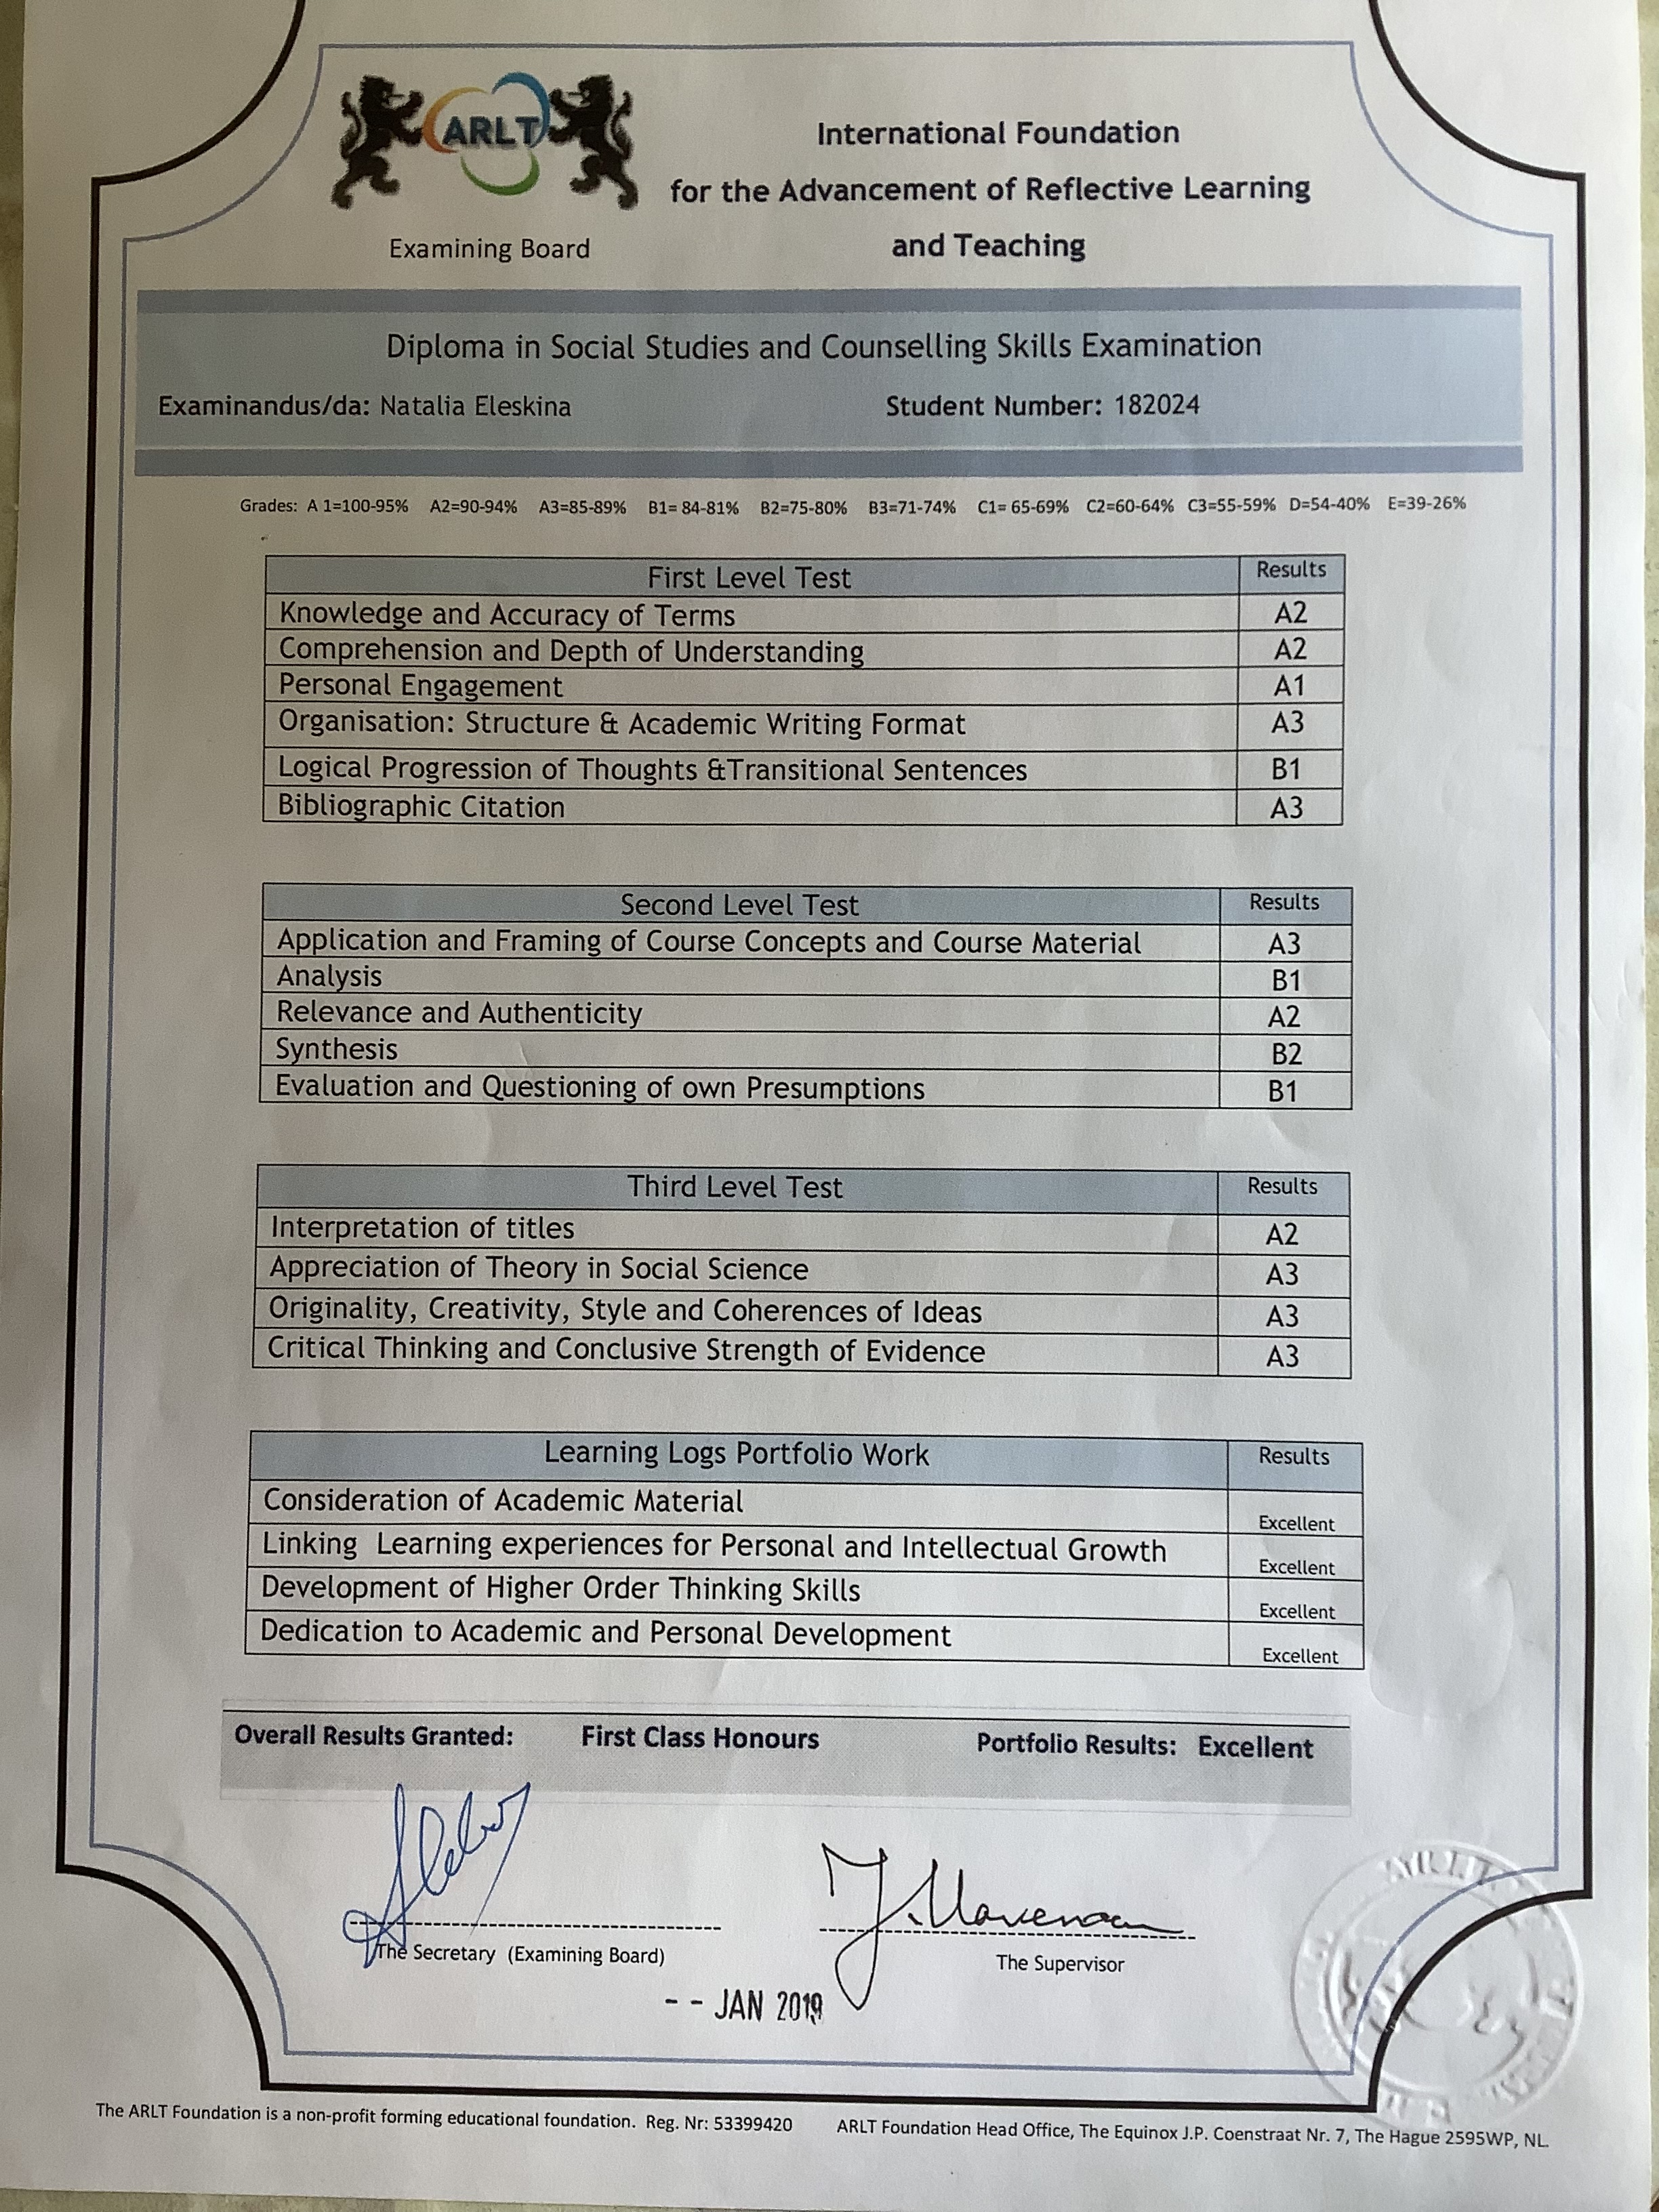 ARLT
Examining Board
International Foundation
for the Advancement of Reflective Learning
and Teaching
Diploma in Social Studies and Counselling Skills Examination
Examinandus/da: Natalia Eleskina Student Number: 182024
Grades: A 1=100-95% A2=90-94% A3=85-89% B1= 84-81% B2=75-80% B3=71-74% C1= 65-69% C2=60-64% C3=55-59% D=54-40% E=39-26%
First Level Test Results
Knowledge and Accuracy of Terms A2
Comprehension and Depth of Understanding A2
Personal Engagement A1
Organisation: Structure & Academic Writing Format A3
Logical Progression of Thoughts &Transitional Sentences B1
Bibliographic Citation A3
Second Level Test Results
Application and Framing of Course Concepts and Course Material A3
Analysis B1
Relevance and Authenticity A2
Synthesis B2
Evaluation and Questioning of own Presumptions B1
Third Level Test Results
Interpretation of titles A2
Appreciation of Theory in Social Science A3
Originality, Creativity, Style and Coherences of Ideas A3
Critical Thinking and Conclusive Strength of Evidence A3
Learning Logs Portfolio Work Results
Consideration of Academic Material Excellent
Linking Learning experiences for Personal and Intellectual Growth Excellent
Development of Higher Order Thinking Skills Excellent
Dedication to Academic and Personal Development Excellent
Overall Results Granted: First Class Honours Portfolio Results: Excellent
The Secretary (Examining Board) The Supervisor
- - JAN 2019
The ARLT Foundation is a non-profit forming educational foundation. Reg. Nr: 53399420 ARLT Foundation Head Office, The Equinox J.P. Coenstraat Nr. 7, The Hague 2595WP, NL.